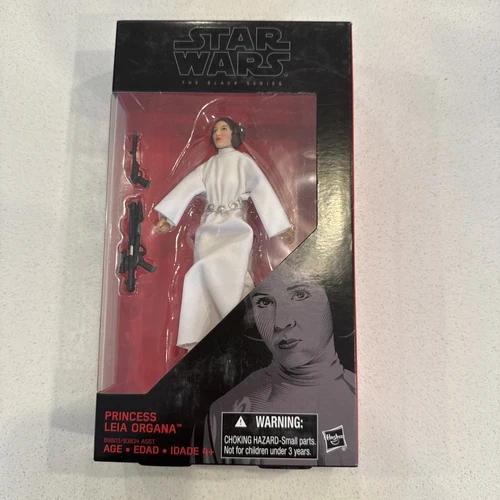 STAR
WARS
THE BLACK SERIES
PRINCESS
LEIA ORGANA™
AGE • EDAD • IDADE 4+
WARNING:
CHOKING HAZARD-Small parts.
Not for children under 3 years.
Hasbro